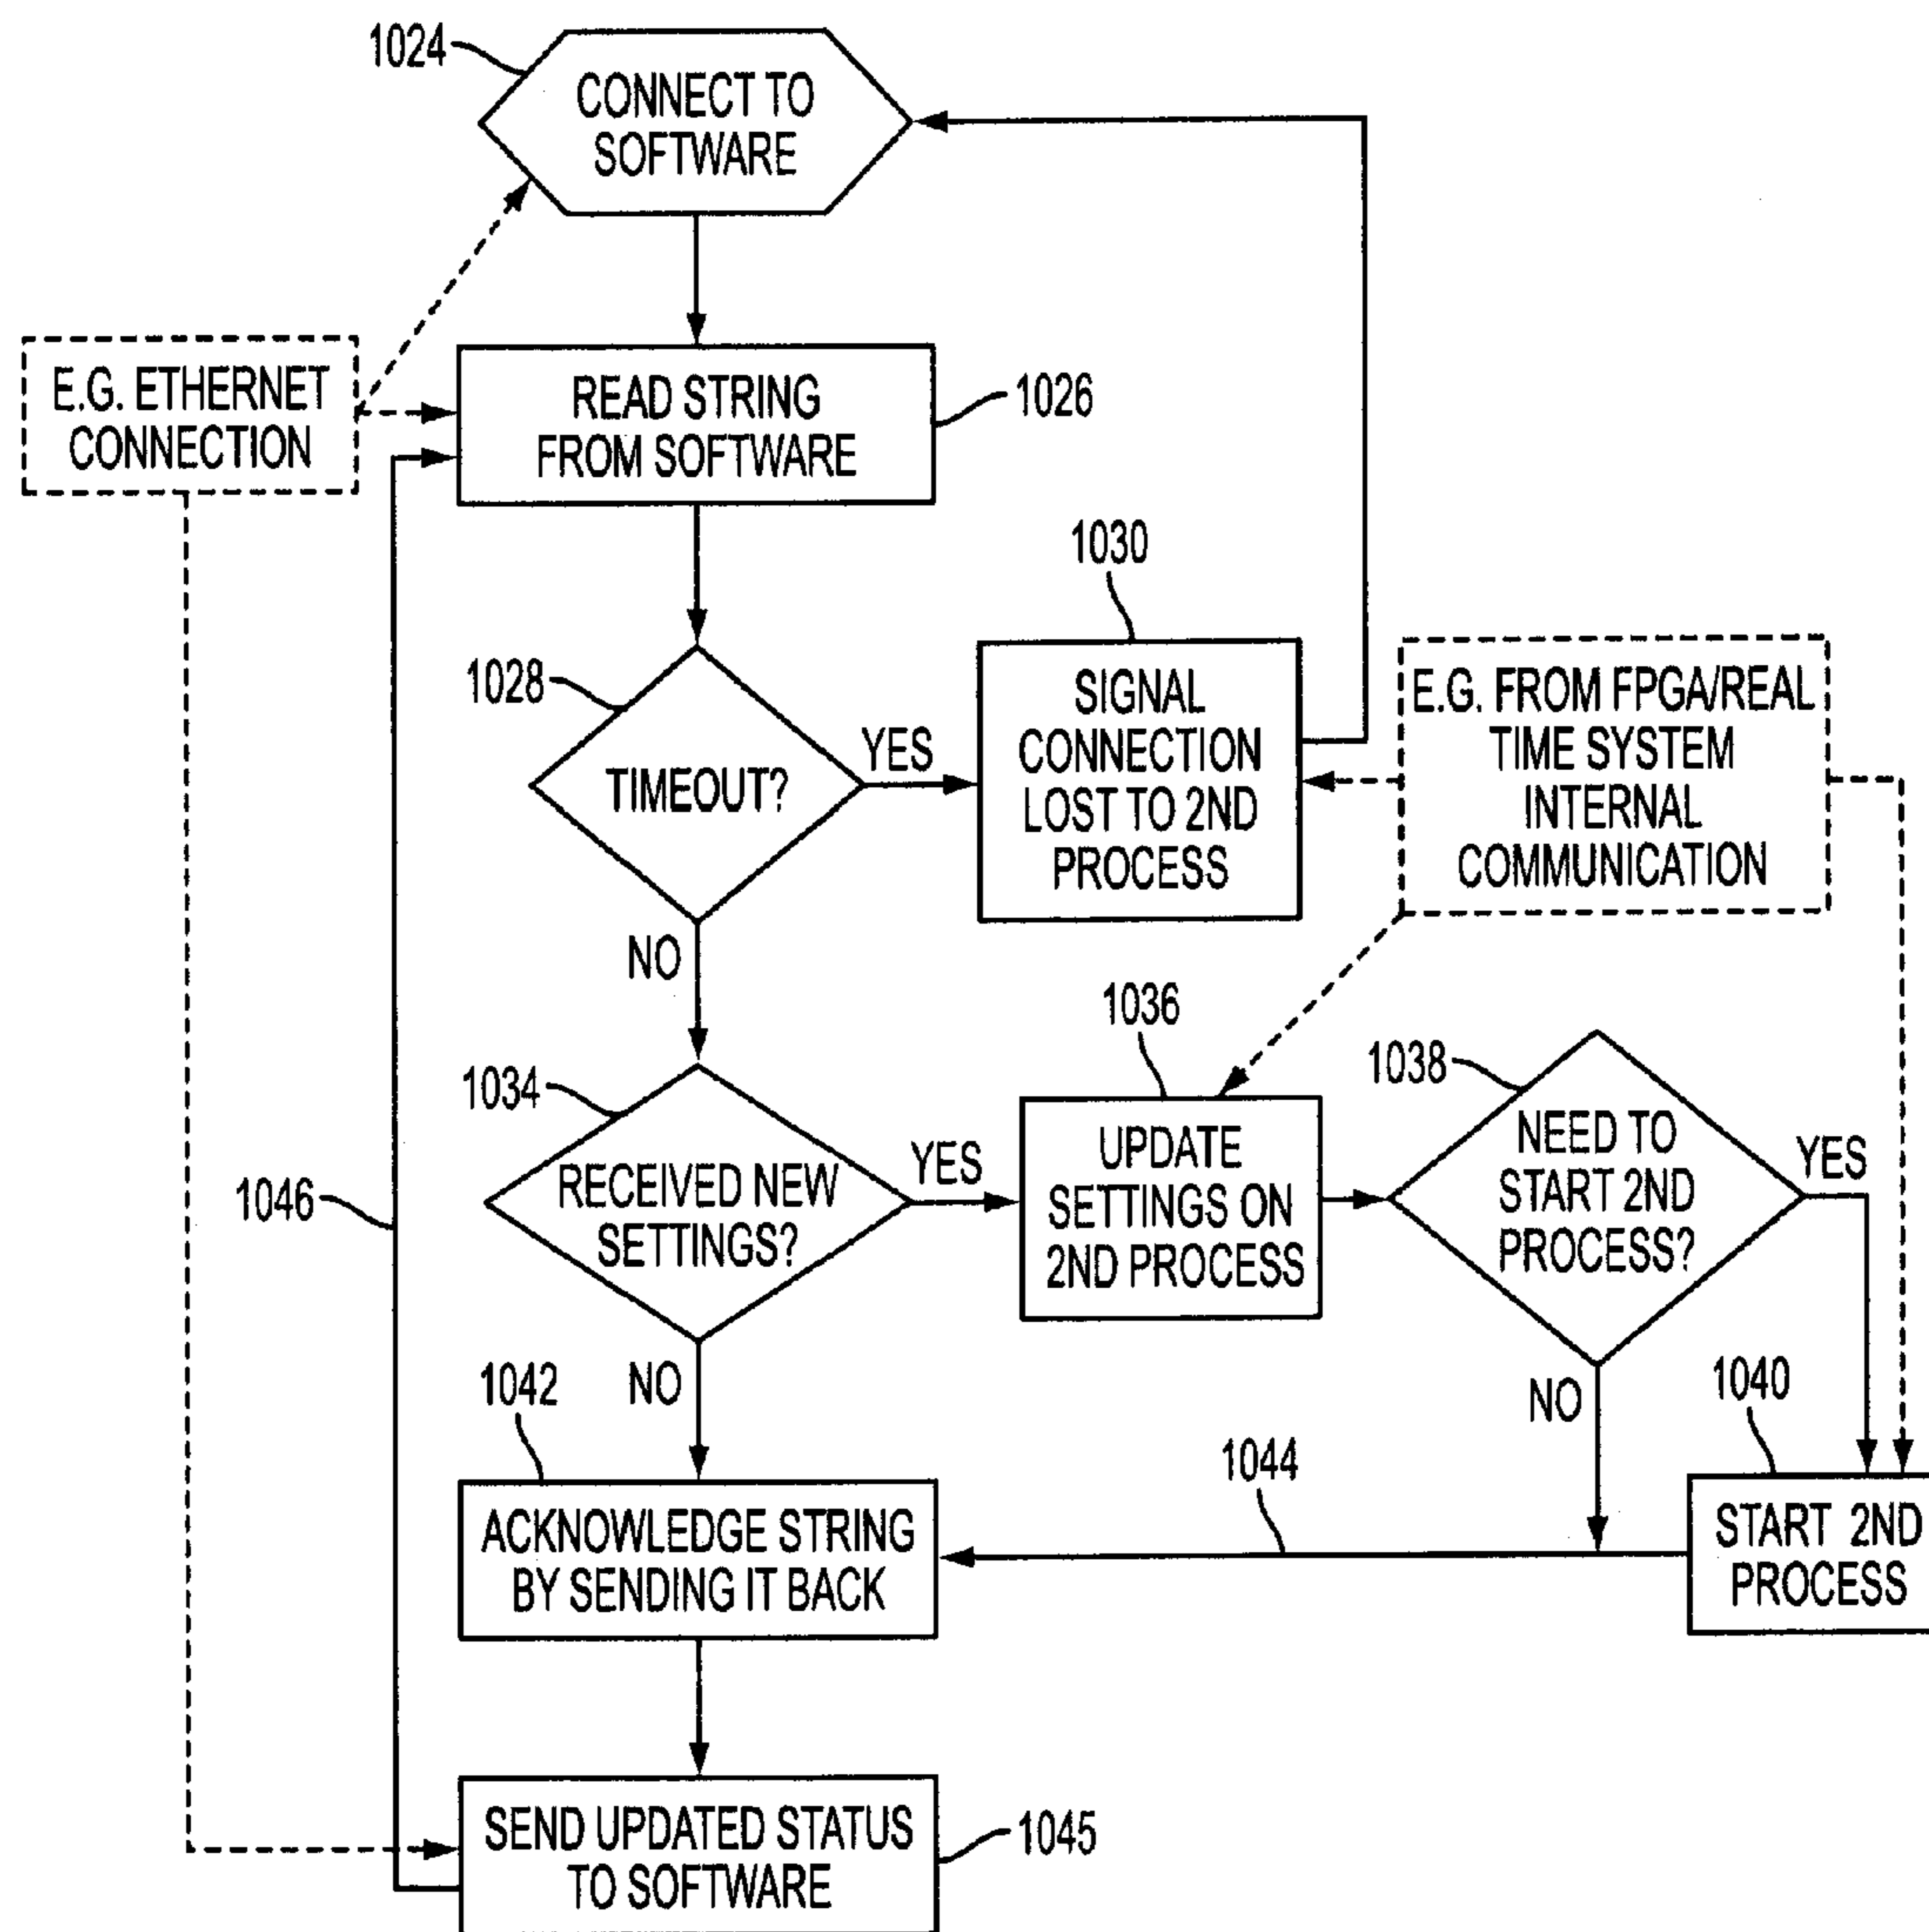 1024
CONNECT TO
SOFTWARE
E.G. ETHERNET
CONNECTION
READ STRING
FROM SOFTWARE
1026
1028
TIMEOUT?
YES
NO
1030
SIGNAL
CONNECTION
LOST TO 2ND
PROCESS
E.G. FROM FPGA/REAL
TIME SYSTEM
INTERNAL
COMMUNICATION
1034
RECEIVED NEW
SETTINGS?
YES
NO
1036
UPDATE
SETTINGS ON
2ND PROCESS
1038
NEED TO
START 2ND
PROCESS?
YES
NO
1046
1040
START 2ND
PROCESS
1044
1042
ACKNOWLEDGE STRING
BY SENDING IT BACK
SEND UPDATED STATUS
TO SOFTWARE
1045